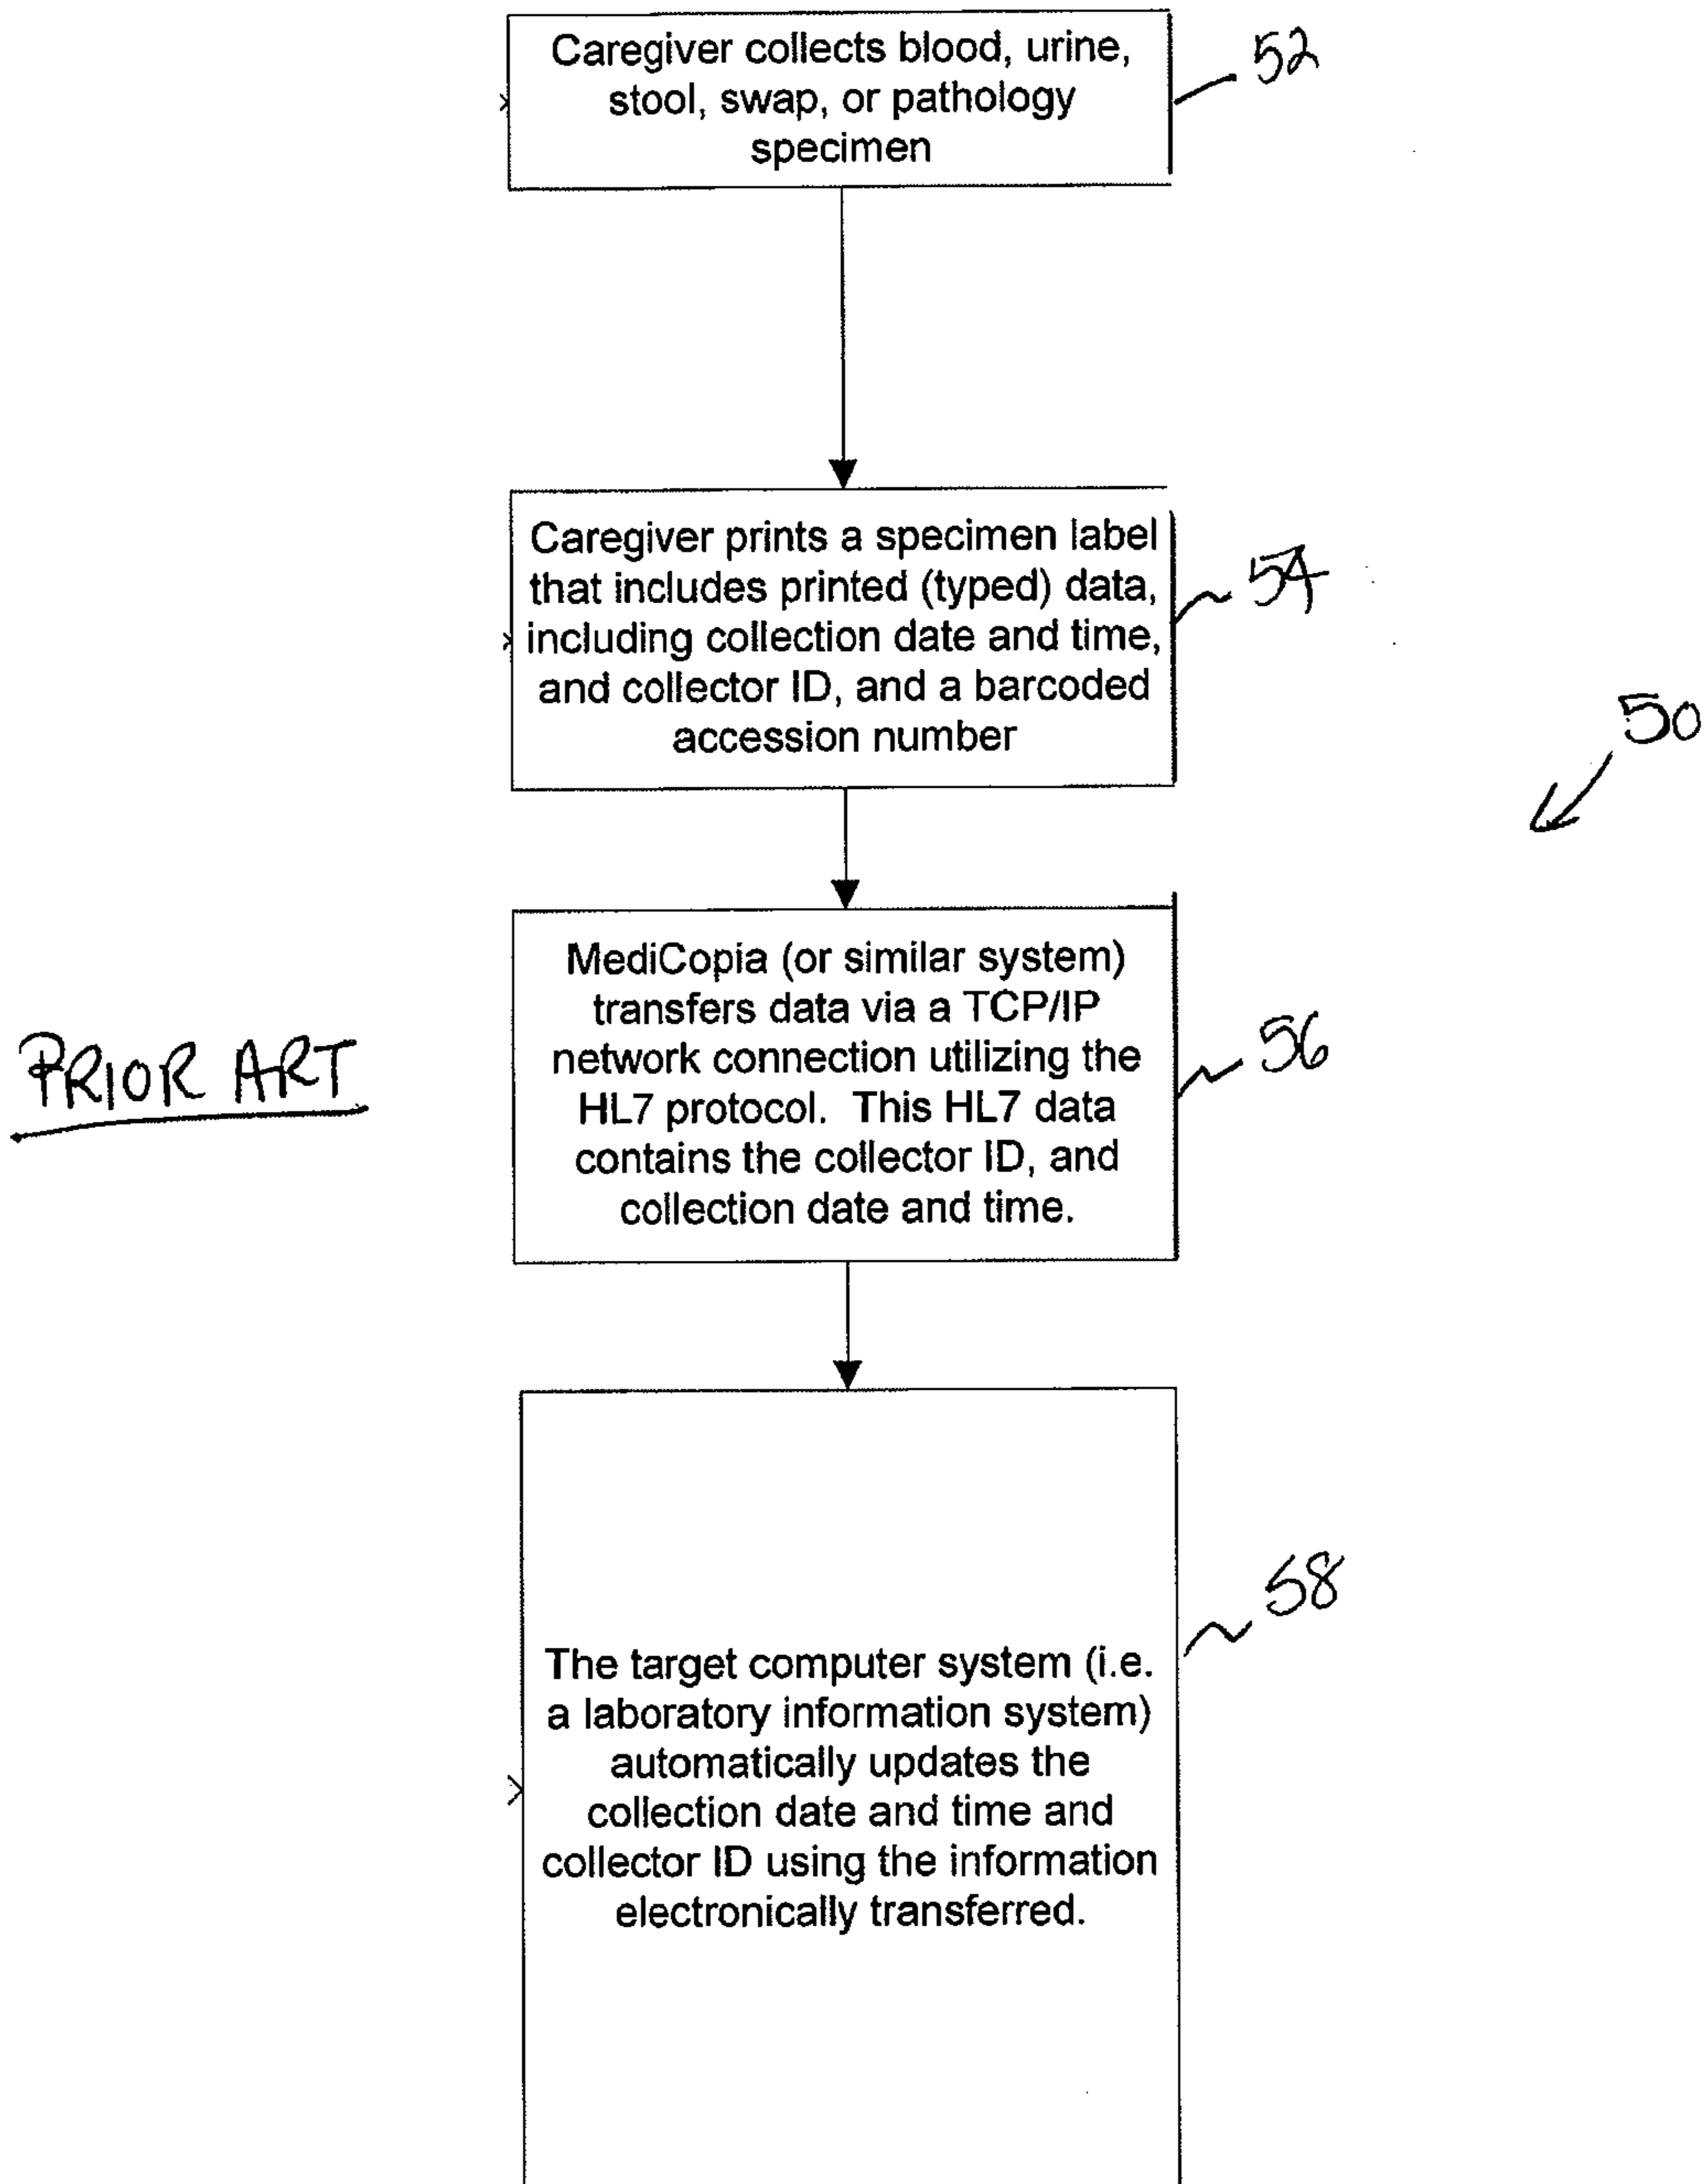 Caregiver collects blood, urine,
stool, swap, or pathology
specimen
52
Caregiver prints a specimen label
that includes printed (typed) data,
including collection date and time,
and collector ID, and a barcoded
accession number
54
50
MediCopia (or similar system)
transfers data via a TCP/IP
network connection utilizing the
HL7 protocol. This HL7 data
contains the collector ID, and
collection date and time.
56
PRIOR ART
The target computer system (i.e.
a laboratory information system)
automatically updates the
collection date and time and
collector ID using the information
electronically transferred.
58